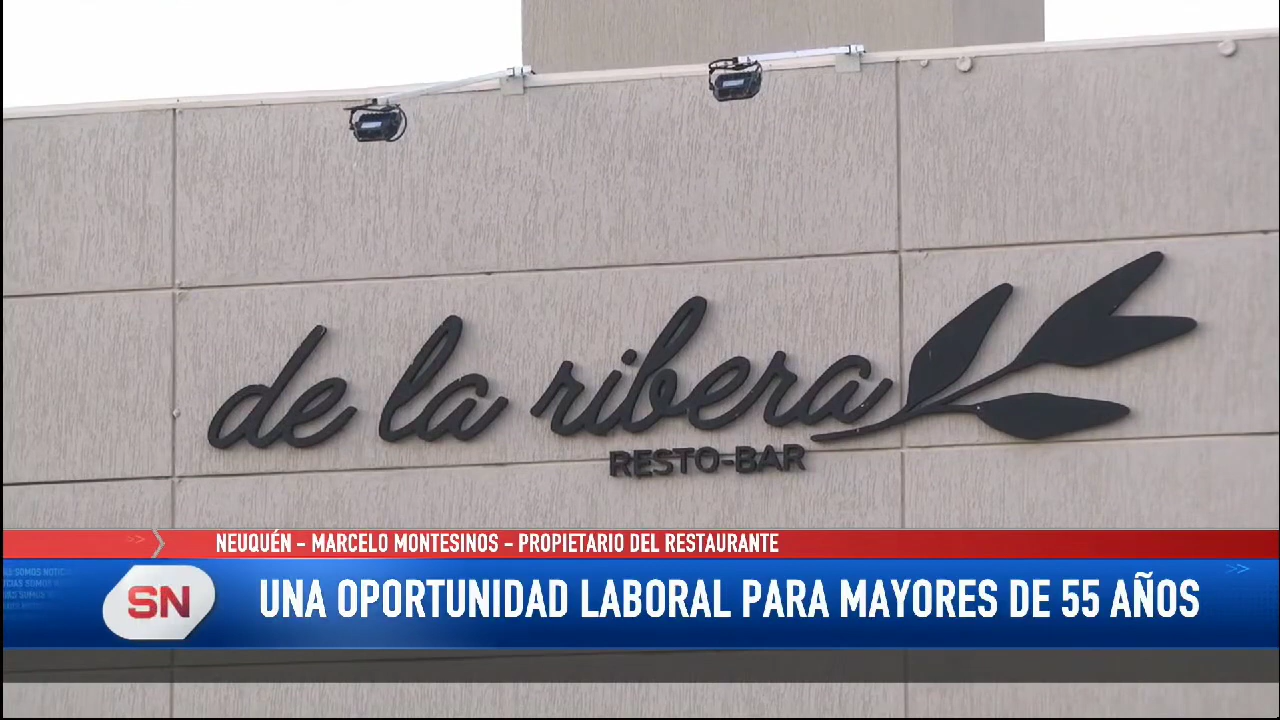 de la ribera
RESTO-BAR
NEUQUÉN - MARCELO MONTESINOS - PROPIETARIO DEL RESTAURANTE
SN
UNA OPORTUNIDAD LABORAL PARA MAYORES DE 55 AÑOS